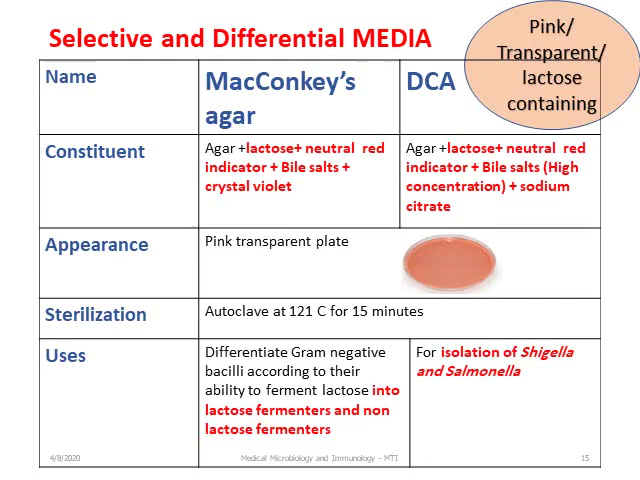 Selective and Differential MEDIA
Pink/
Transparent/
lactose
containing
Name
MacConkey's
agar
DCA
Constituent
Agar +lactose+ neutral red
indicator + Bile salts +
crystal violet
Agar +lactose+ neutral red
indicator + Bile salts (High
concentration) + sodium
citrate
Appearance
Pink transparent plate
Sterilization
Autoclave at 121 C for 15 minutes
Uses
Differentiate Gram negative
bacilli according to their
ability to ferment lactose into
lactose fermenters and non
lactose fermenters
For isolation of Shigella
and Salmonella
4/8/2020
Medical Microbiology and Immunology - MTI
15